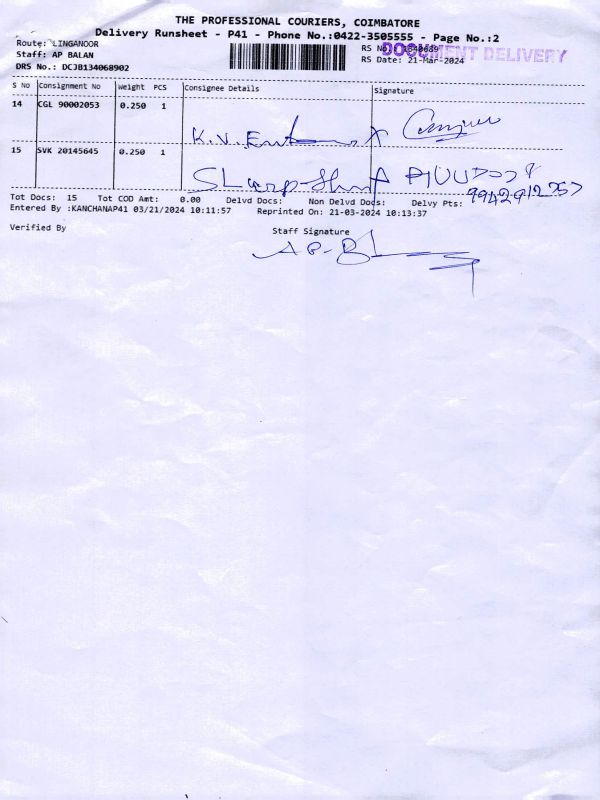 THE PROFESSIONAL COURIERS, COIMBATORE
Delivery Runsheet - P41 - Phone No.:0422-3505555 - Page No.:2
Route: LINGANOOR
Staff: AP BALAN
DRS No.: DCJB134068902
RS No.:
DOCUMENT DELIVERY
RS Date: 21-Mar-2024
S No Consignment No Weight PCS Consignee Details Signature
14 CGL 90002053 0.250 1
K.V.
15 SVK 20145645 0.250 1
Tot Docs: 15 Tot COD Amt: 0.00 Delvd Docs: Non Delvd Docs: Delvy Pts:
Entered By :KANCHANAP41 03/21/2024 10:11:57 Reprinted On: 21-03-2024 10:13:37
Verified By Staff Signature